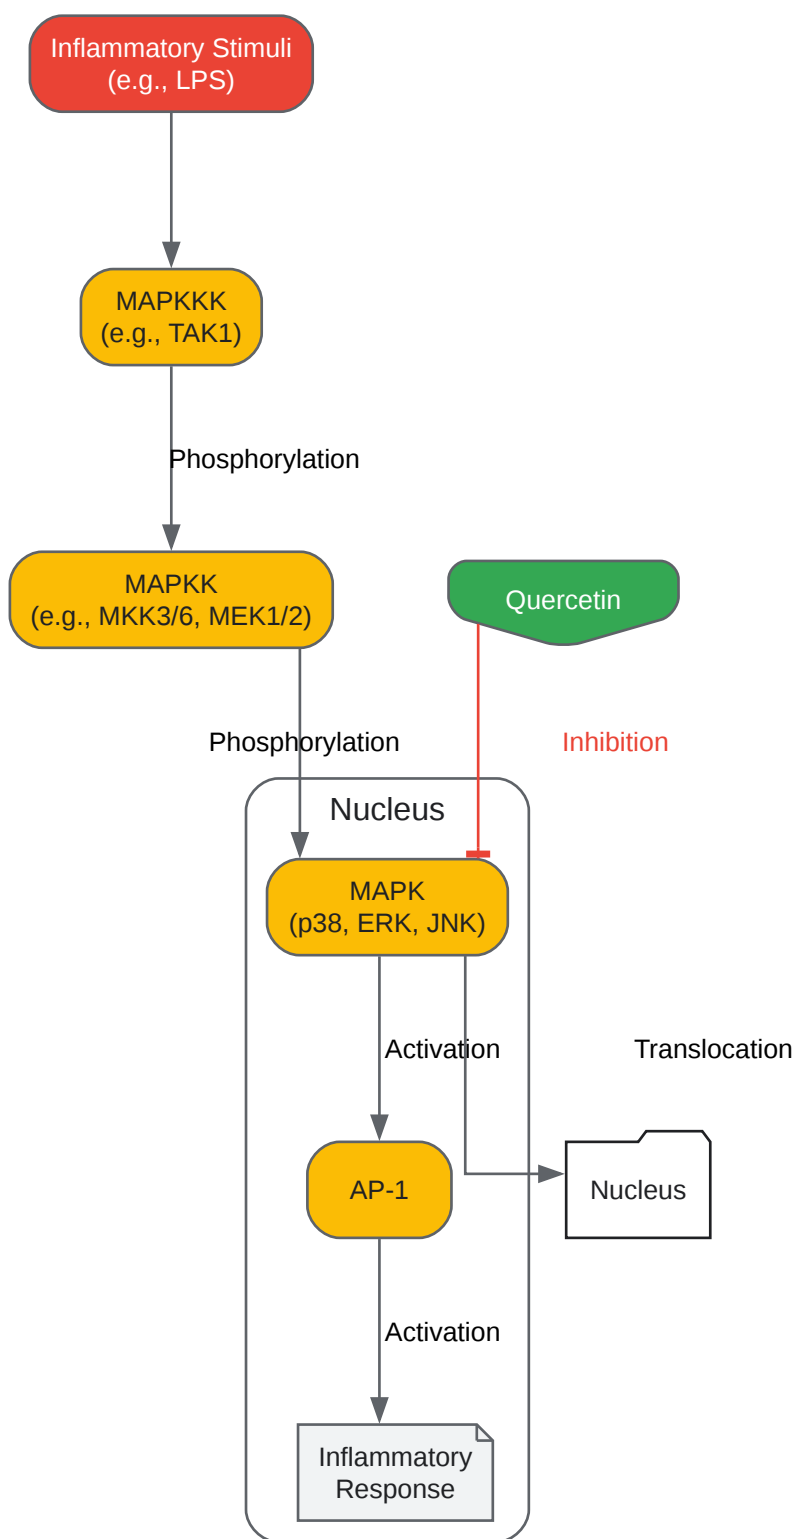 Inflammatory Stimuli
(e.g., LPS)
MAPKKK
(e.g., TAK1)
Phosphorylation
MAPKK
(e.g., MKK3/6, MEK1/2)
Quercetin
Phosphorylation
Inhibition
Nucleus
MAPK
(p38, ERK, JNK)
Activation
Translocation
AP-1
Nucleus
Activation
Inflammatory
Response